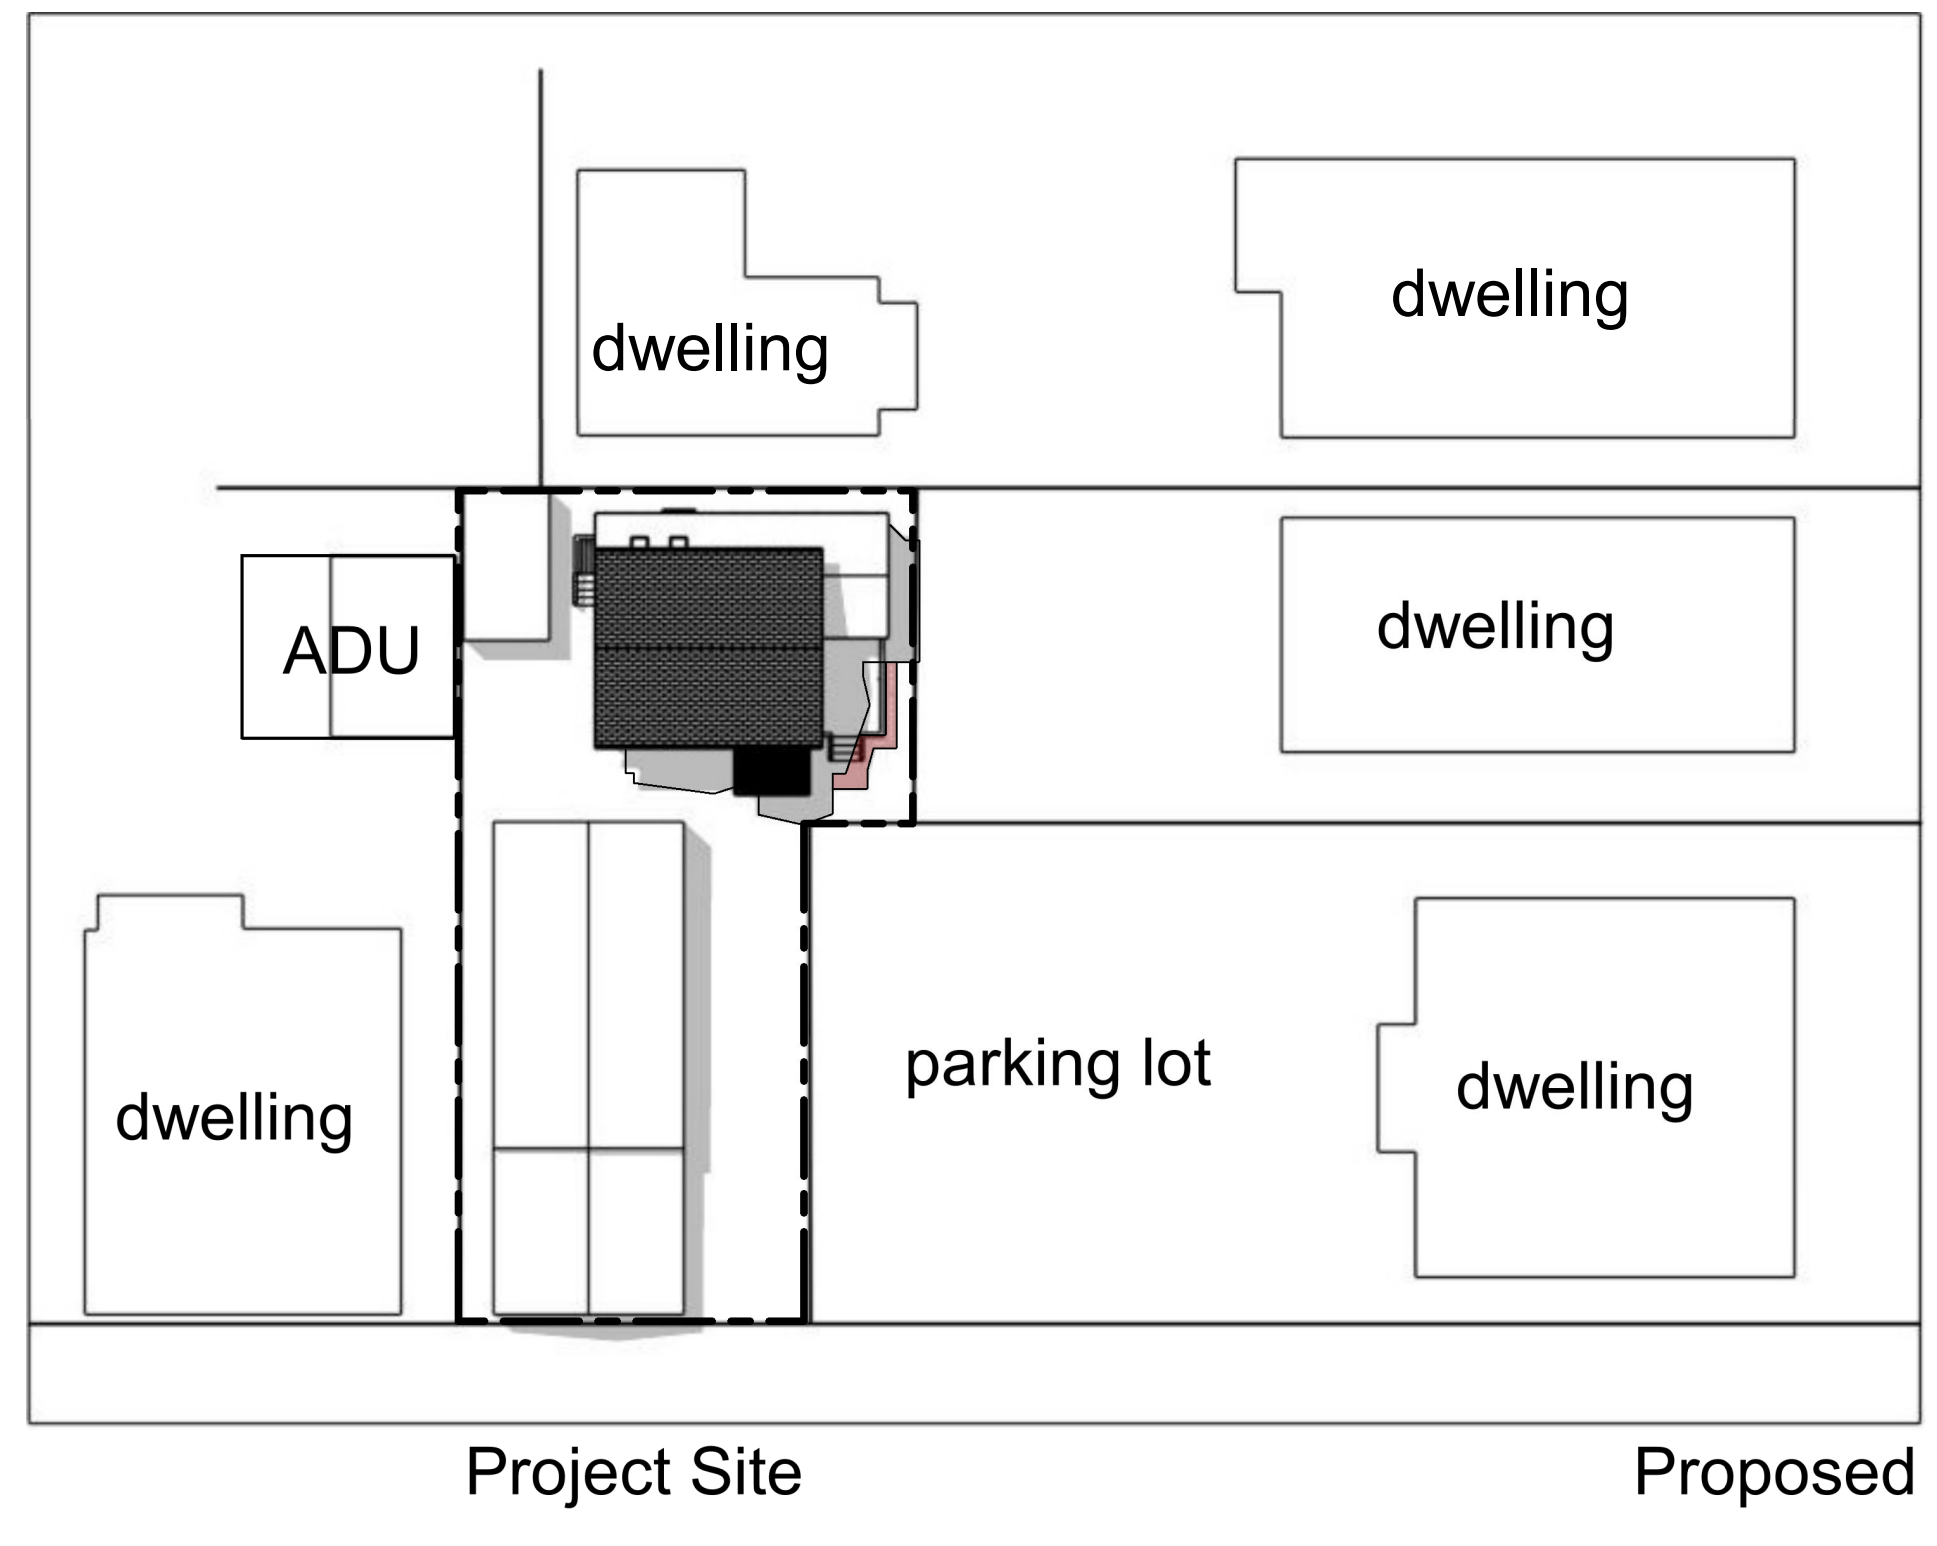 dwelling
dwelling
ADU
dwelling
dwelling
parking lot
dwelling
Project Site
Proposed